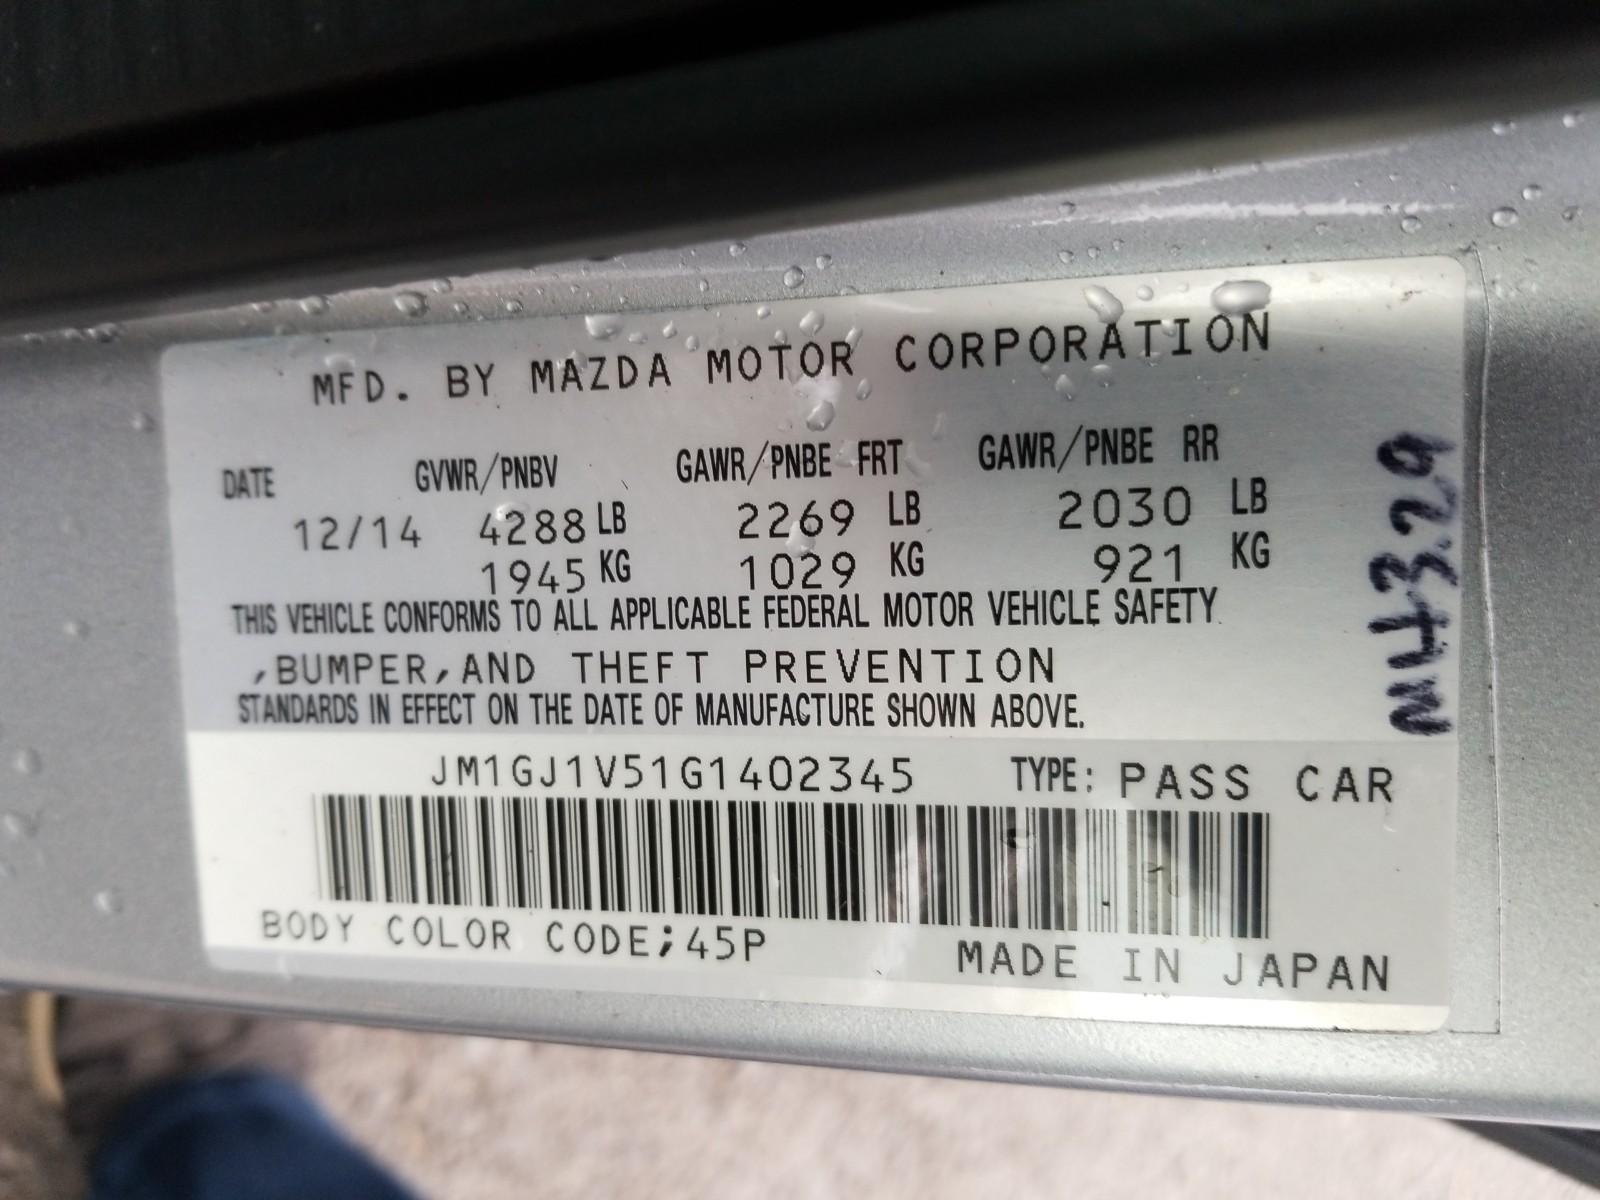 MFD. BY MAZDA MOTOR CORPORATION
DATE GVWR/PNBV GAWR/PNBE FRT GAWR/PNBE RR
12/14 4288 LB 2269 LB 2030 LB
1945 KG 1029 KG 921 KG
THIS VEHICLE CONFORMS TO ALL APPLICABLE FEDERAL MOTOR VEHICLE SAFETY
,BUMPER,AND THEFT PREVENTION
STANDARDS IN EFFECT ON THE DATE OF MANUFACTURE SHOWN ABOVE.
JM1GJ1V51G1402345 TYPE: PASS CAR
BODY COLOR CODE;45P
MADE IN JAPAN